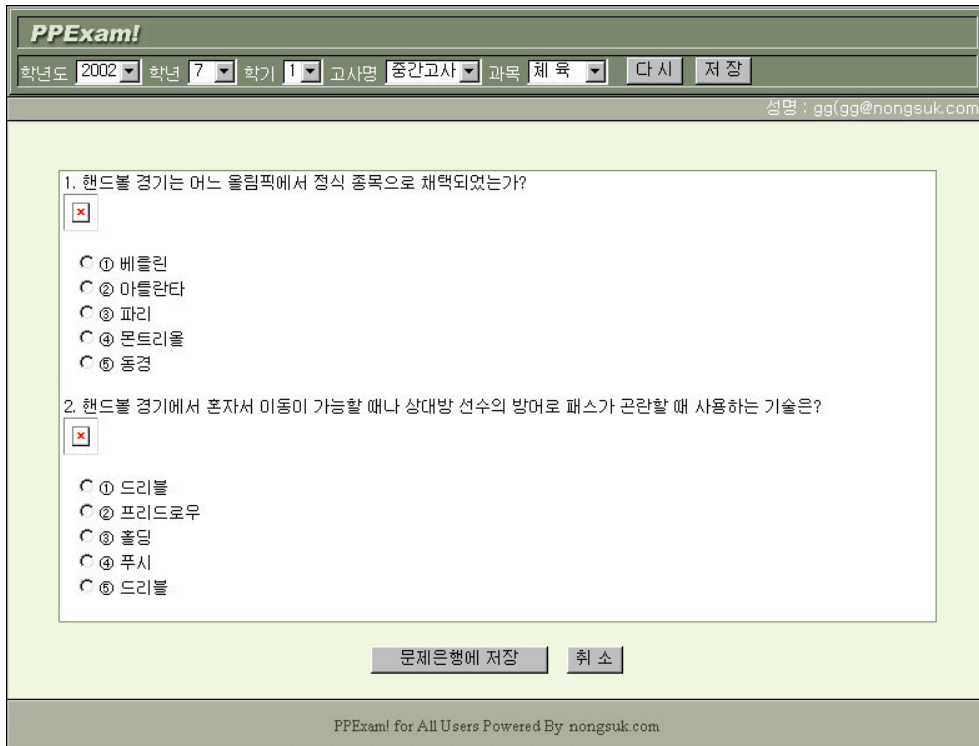 PPExam!
학년도 2002 학년 7 학기 1 고사명 중간고사 과목 체 육 다 시 저 장
성명 : gg(gg@nongsuk.com
1. 핸드볼 경기는 어느 올림픽에서 정식 종목으로 채택되었는가?
① 베를린
② 아틀란타
③ 파리
④ 몬트리올
⑤ 동경
2. 핸드볼 경기에서 혼자서 이동이 가능할 때나 상대방 선수의 방어로 패스가 곤란할 때 사용하는 기술은?
① 드리블
② 프리드로우
③ 홀딩
④ 푸시
⑤ 드리블
문제은행에 저장 취 소
PPExam! for All Users Powered By nongsuk.com